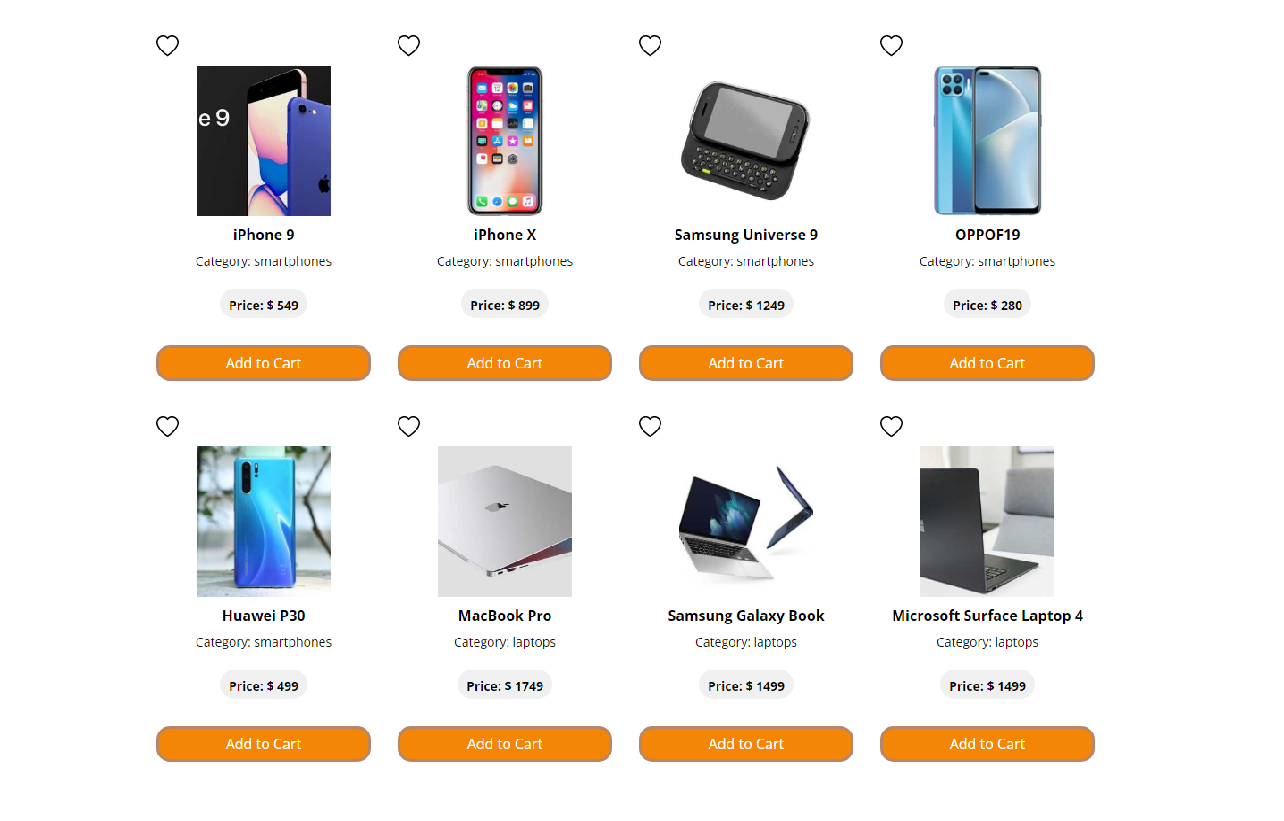 e 9
iPhone 9
Category: smartphones
Price: $ 549
Add to Cart
iPhone X
Category: smartphones
Price: $ 899
Add to Cart
Samsung Universe 9
Category: smartphones
Price: $ 1249
Add to Cart
OPPOF19
Category: smartphones
Price: $ 280
Add to Cart
Huawei P30
Category: smartphones
Price: $ 499
Add to Cart
MacBook Pro
Category: laptops
Price: $ 1749
Add to Cart
Samsung Galaxy Book
Category: laptops
Price: $ 1499
Add to Cart
Microsoft Surface Laptop 4
Category: laptops
Price: $ 1499
Add to Cart